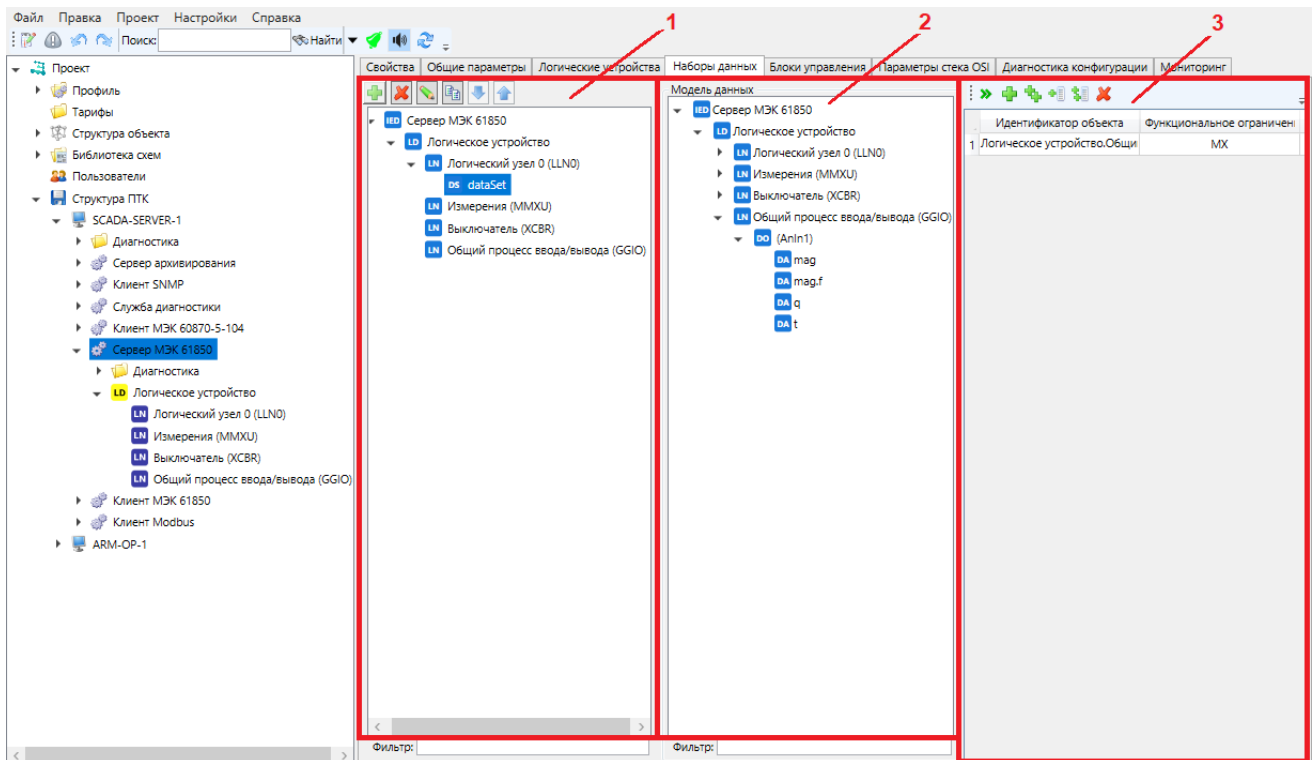 Файл Правка Проект Настройки Справка
1 2 3
Поиск: Найти
Проект
Профиль
Тарифы
Структура объекта
Библиотека схем
Пользователи
Структура ПТК
SCADA-SERVER-1
Диагностика
Сервер архивирования
Клиент SNMP
Служба диагностики
Клиент МЭК 60870-5-104
Сервер МЭК 61850
Диагностика
LD Логическое устройство
LN Логический узел 0 (LLN0)
LN Измерения (MMXU)
LN Выключатель (XCBR)
LN Общий процесс ввода/вывода (GGIO)
Клиент МЭК 61850
Клиент Modbus
ARM-OP-1
Свойства Общие параметры Логические устройства Наборы данных Блоки управления Параметры стека OSI Диагностика конфигурации Мониторинг
IED Сервер МЭК 61850
LD Логическое устройство
LN Логический узел 0 (LLN0)
DS dataSet
LN Измерения (MMXU)
LN Выключатель (XCBR)
LN Общий процесс ввода/вывода (GGIO)
Фильтр:
Модель данных
IED Сервер МЭК 61850
LD Логическое устройство
LN Логический узел 0 (LLN0)
LN Измерения (MMXU)
LN Выключатель (XCBR)
LN Общий процесс ввода/вывода (GGIO)
DO (AnIn1)
DA mag
DA mag.f
DA q
DA t
Фильтр:
Идентификатор объекта Функциональное ограничени
1 Логическое устройство.Общи MX